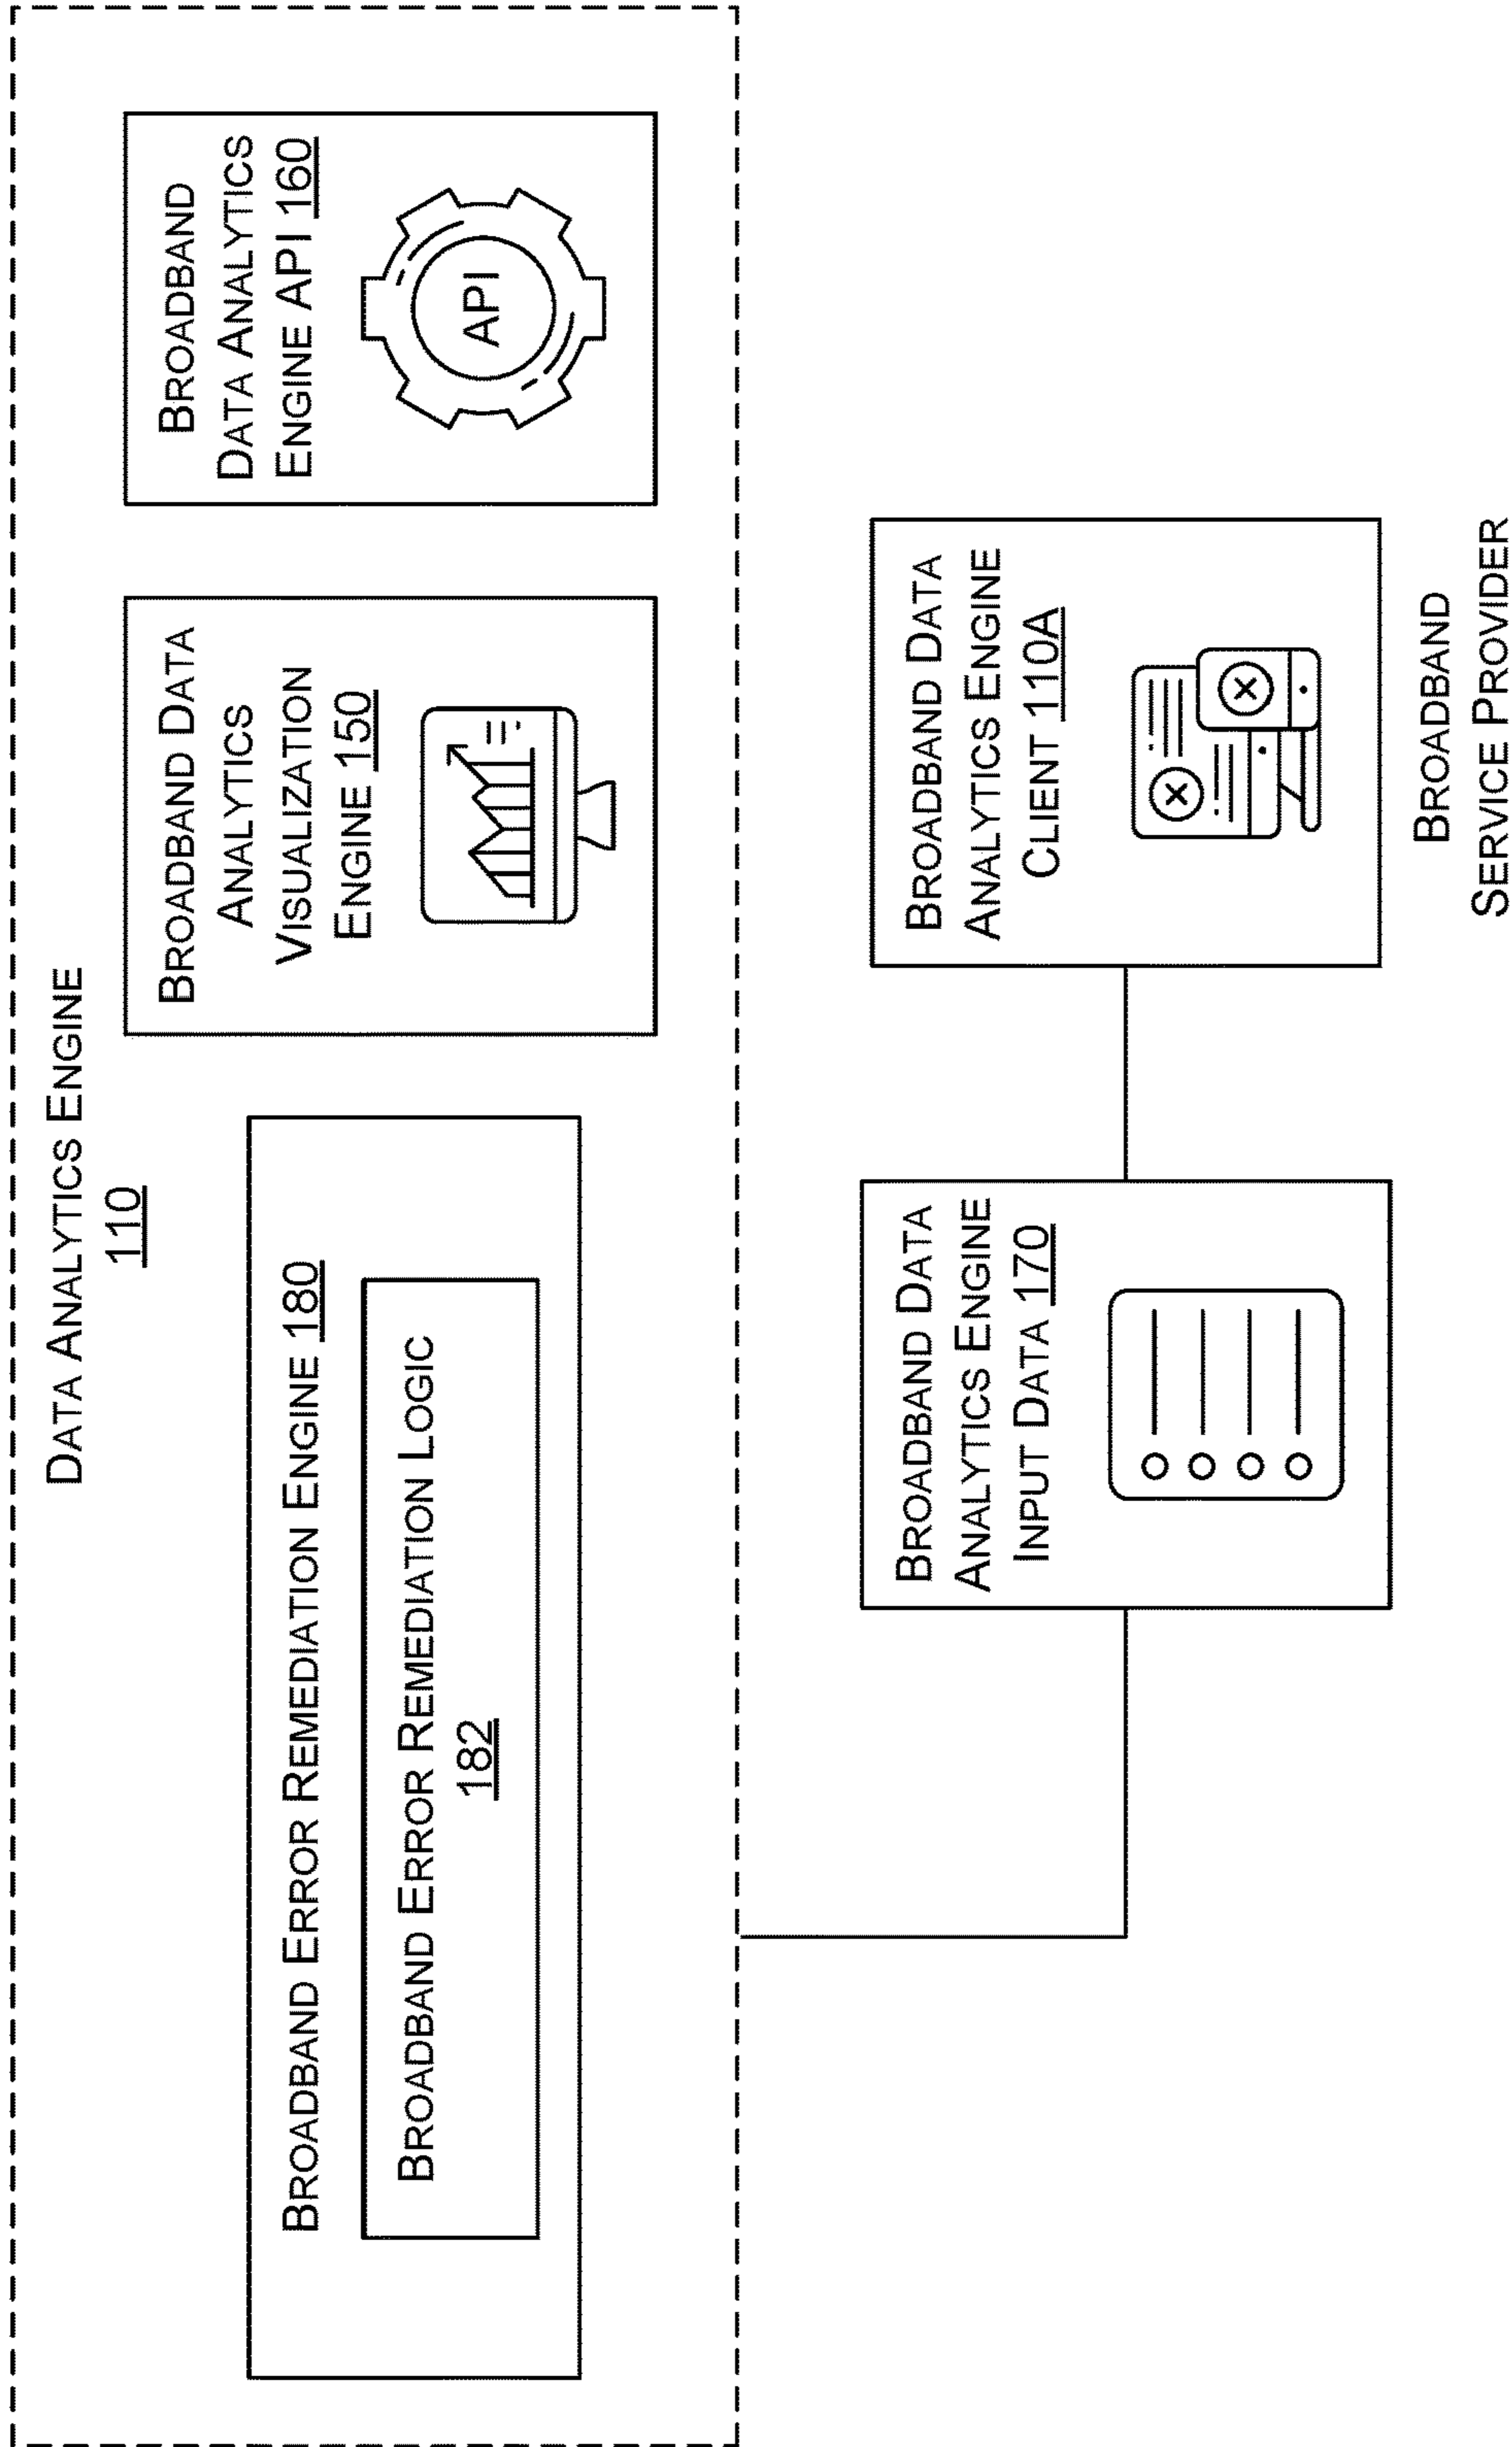 DATA ANALYTICS ENGINE
110
BROADBAND ERROR REMEDIATION ENGINE 180
BROADBAND ERROR REMEDIATION LOGIC
182
BROADBAND DATA
ANALYTICS
VISUALIZATION
ENGINE 150
BROADBAND
DATA ANALYTICS
ENGINE API 160
API
BROADBAND DATA
ANALYTICS ENGINE
INPUT DATA 170
BROADBAND DATA
ANALYTICS ENGINE
CLIENT 110A
BROADBAND
SERVICE PROVIDER